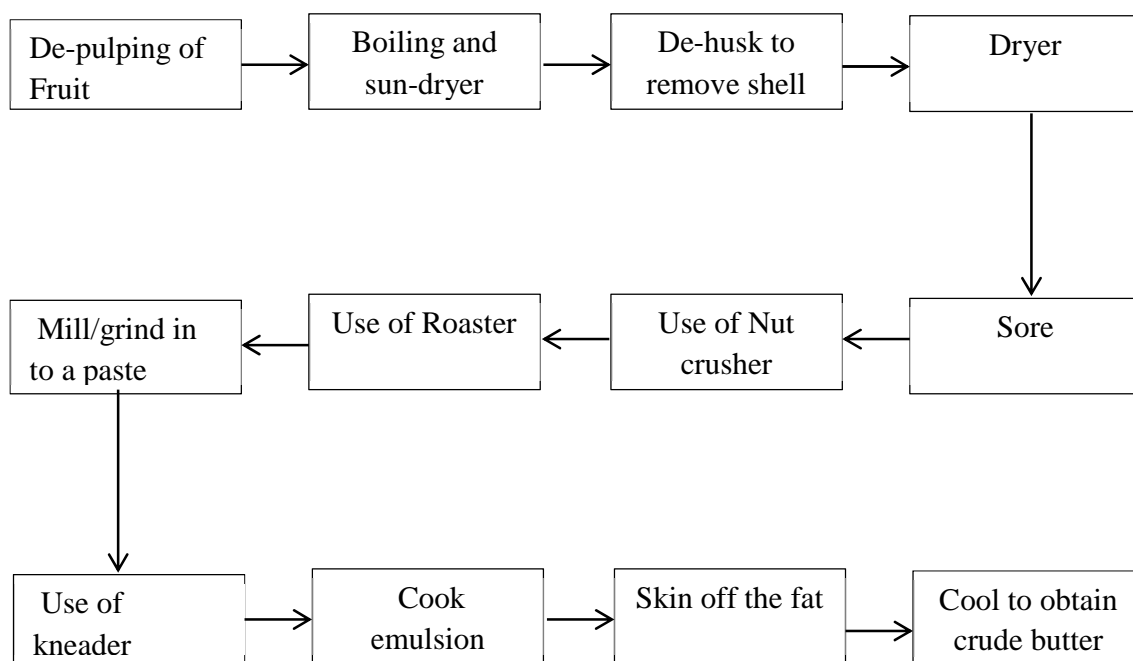 De-pulping of
Fruit
Boiling and
sun-dryer
De-husk to
remove shell
Dryer
Sore
Use of Nut
crusher
Use of Roaster
Mill/grind in
to a paste
Use of
kneader
Cook
emulsion
Skin off the fat
Cool to obtain
crude butter